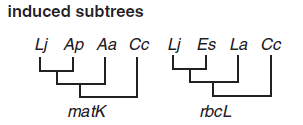 induced subtrees
Lj Ap Aa Cc Lj Es La Cc
matK rbcL